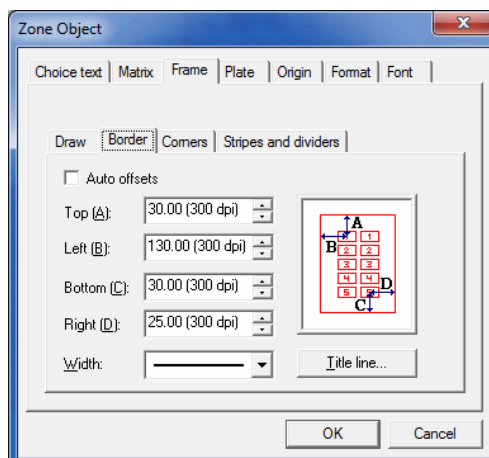 Zone Object
x
Choice text Matrix Frame Plate Origin Format Font
Draw Border Corners Stripes and dividers
Auto offsets
Top (A): 30.00 (300 dpi)
Left (B): 130.00 (300 dpi)
Bottom (C): 30.00 (300 dpi)
Right (D): 25.00 (300 dpi)
Width:
A
1 1
B
2 2
3 3
4 4
D
5 5
C
Title line...
OK Cancel